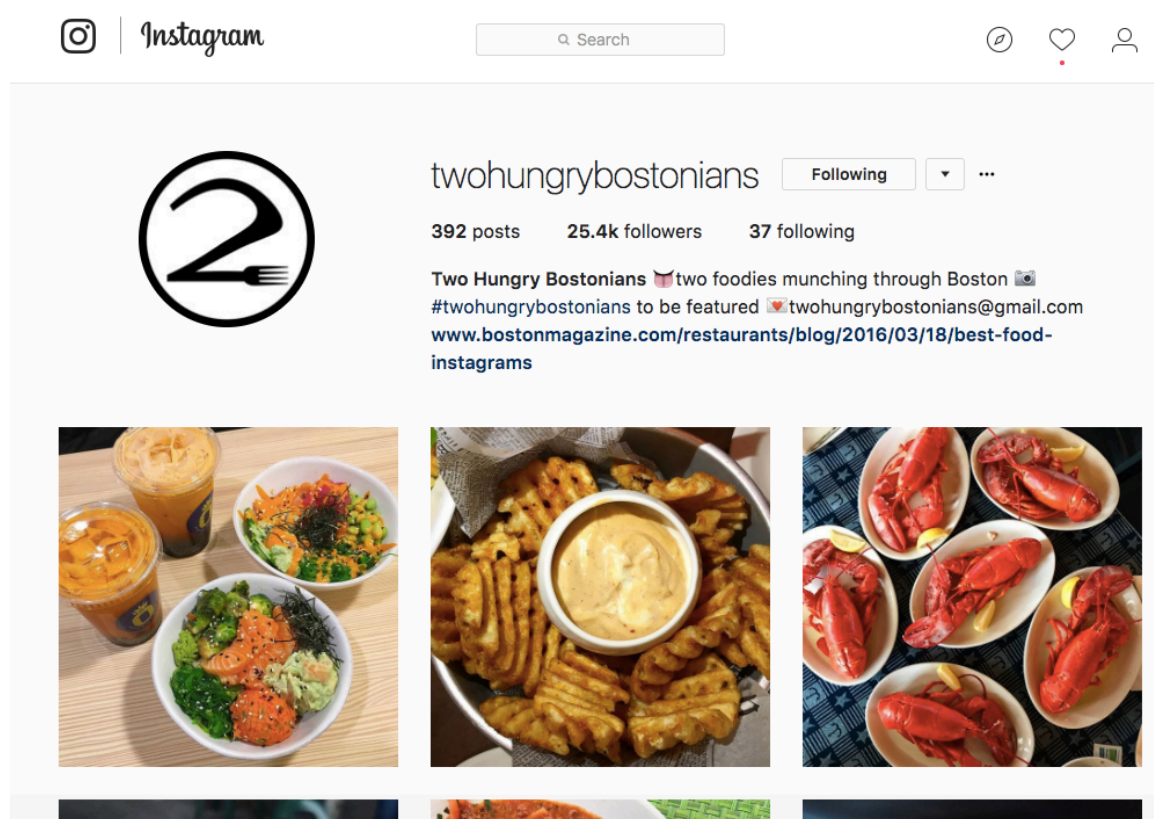 Instagram
Search
twohungrybostonians Following
392 posts 25.4k followers 37 following
Two Hungry Bostonians 👅two foodies munching through Boston 📷
#twohungrybostonians to be featured 💌twohungrybostonians@gmail.com
www.bostonmagazine.com/restaurants/blog/2016/03/18/best-food-
instagrams
2